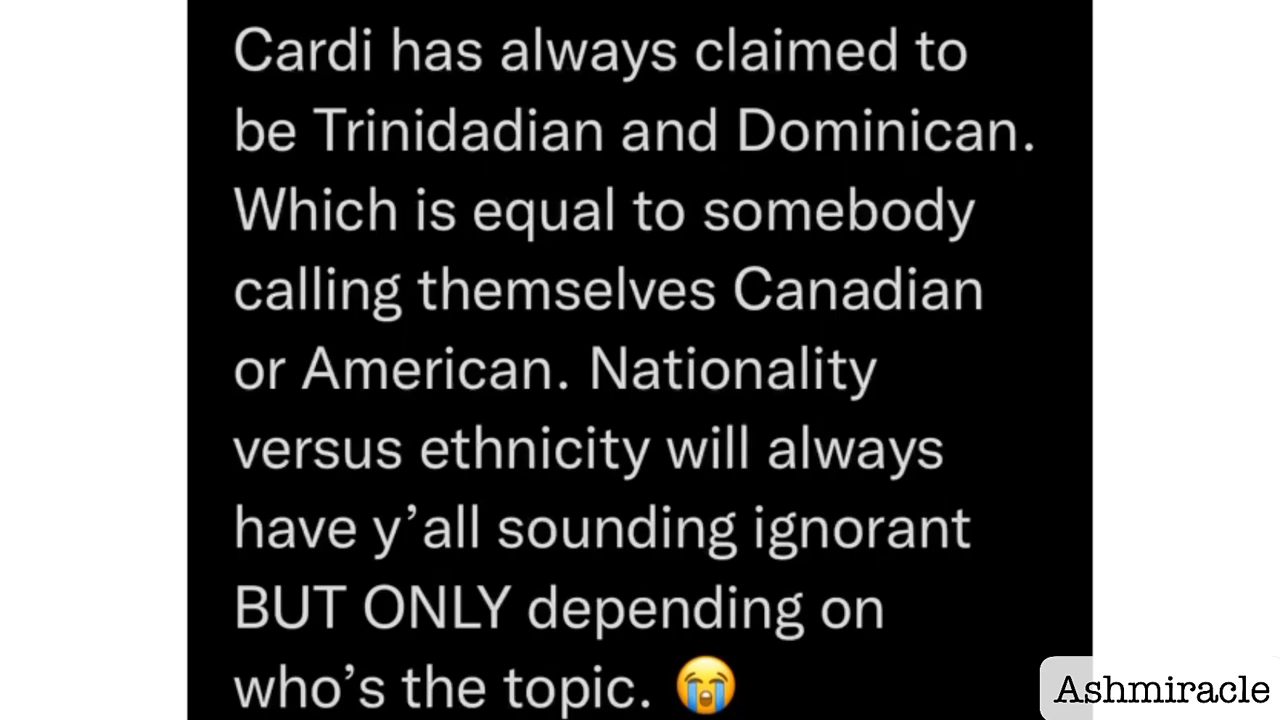 Cardi has always claimed to
be Trinidadian and Dominican.
Which is equal to somebody
calling themselves Canadian
or American. Nationality
versus ethnicity will always
have y’all sounding ignorant
BUT ONLY depending on
who’s the topic. 😭
Ashmiracle